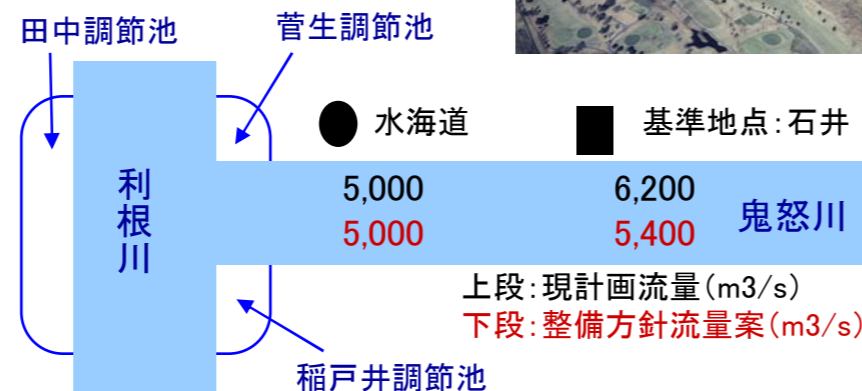 田中調節池
菅生調節池
水海道
基準地点:石井
利根川
5,000
6,200
5,000
5,400
鬼怒川
上段:現計画流量(m3/s)
下段:整備方針流量案(m3/s)
稲戸井調節池